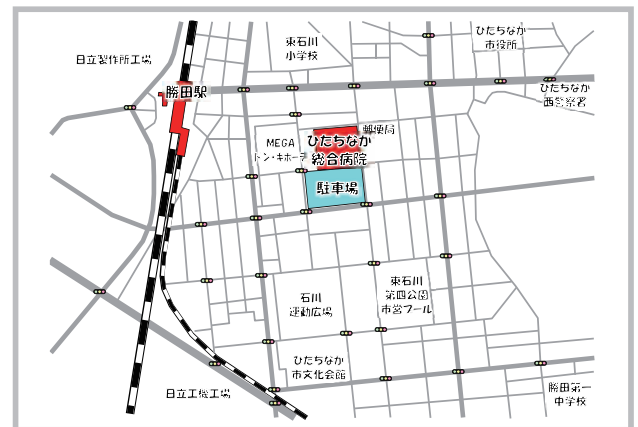 ひたちなか
市役所
東石川
小学校
日立製作所工場
勝田駅
ひたちなか
西警察署
郵便局
MEGA
ドン・キホーテ
ひたちなか
総合病院
駐車場
石川
運動広場
東石川
第四公園
市営プール
ひたちなか
市文化会館
日立工機工場
勝田第一
中学校